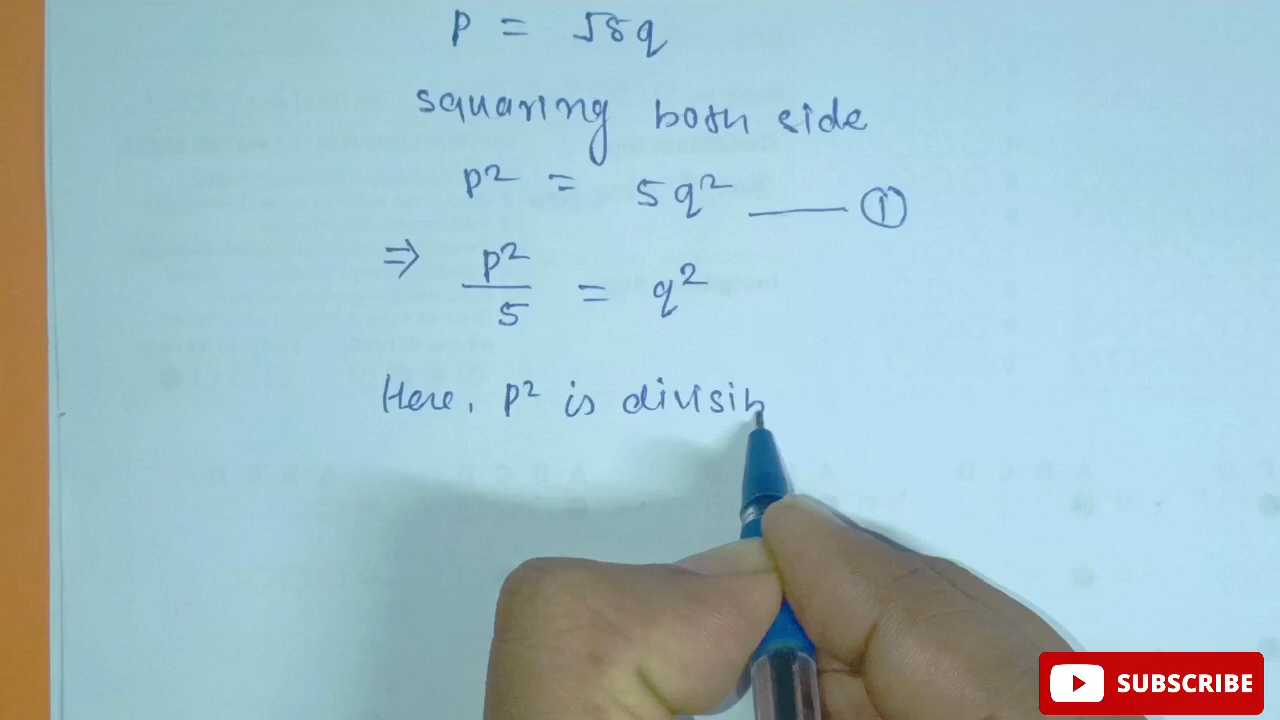 P = √5q
squaring both side
p² = 5q² —— ①
⇒ p²/5 = q²
Here, p² is divisib
SUBSCRIBE